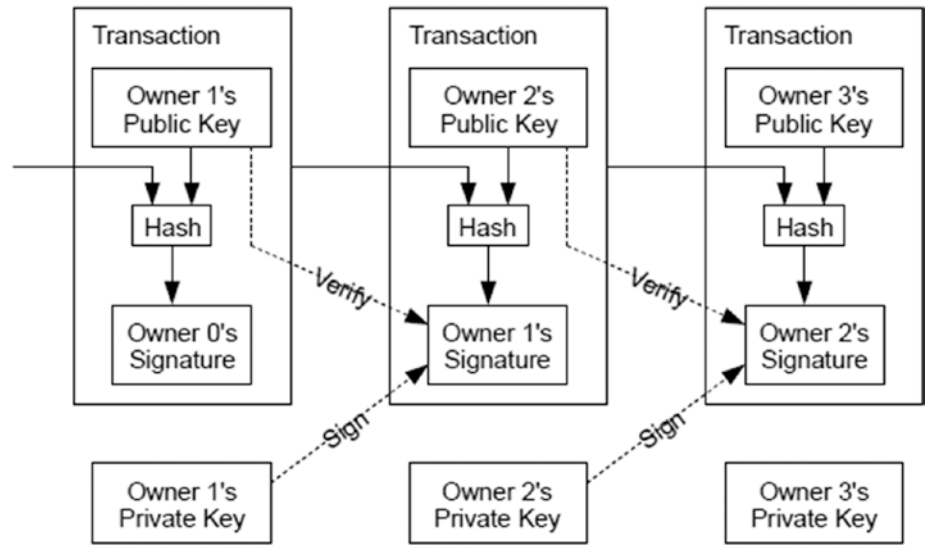 Transaction
Transaction
Transaction
Owner 1's
Public Key
Owner 2's
Public Key
Owner 3's
Public Key
Hash
Hash
Hash
Verify
Verify
Owner 0's
Signature
Owner 1's
Signature
Owner 2's
Signature
Sign
Sign
Owner 1's
Private Key
Owner 2's
Private Key
Owner 3's
Private Key